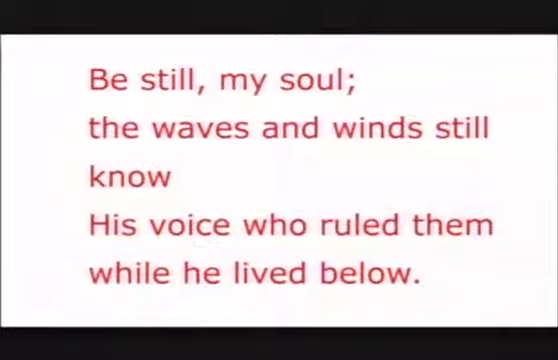 Be still, my soul;
the waves and winds still
know
His voice who ruled them
while he lived below.